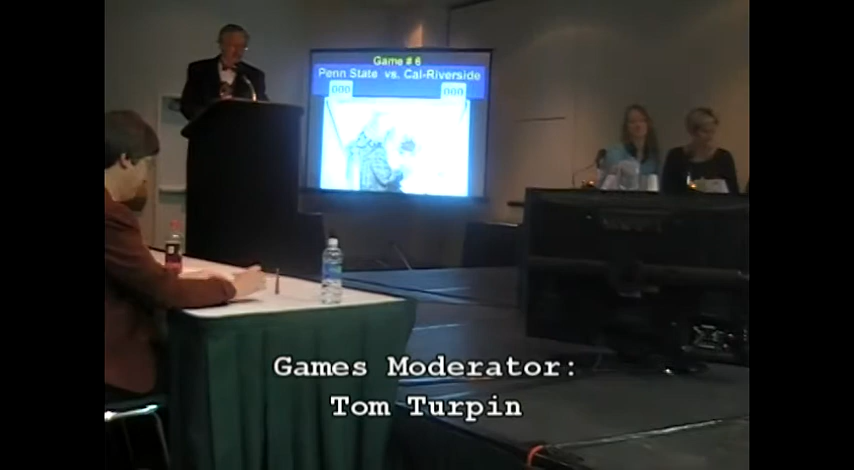 Game # 6
Penn State vs. Cal-Riverside
000
000
Games Moderator:
Tom Turpin